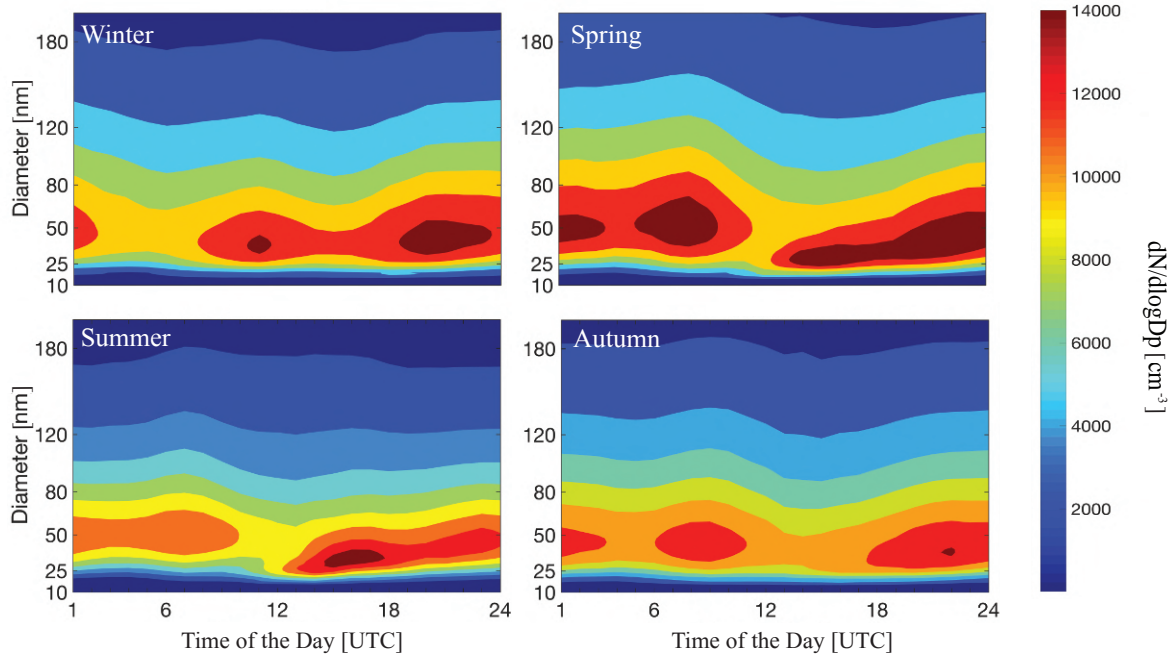 Winter
Spring
180
120
80
50
25
10
Diameter [nm]
180
120
80
50
25
10
14000
12000
10000
8000
6000
4000
2000
dN/dlogDp [cm⁻³]
Summer
Autumn
180
120
80
50
25
10
Diameter [nm]
1 6 12 18 24
Time of the Day [UTC]
180
120
80
50
25
10
1 6 12 18 24
Time of the Day [UTC]